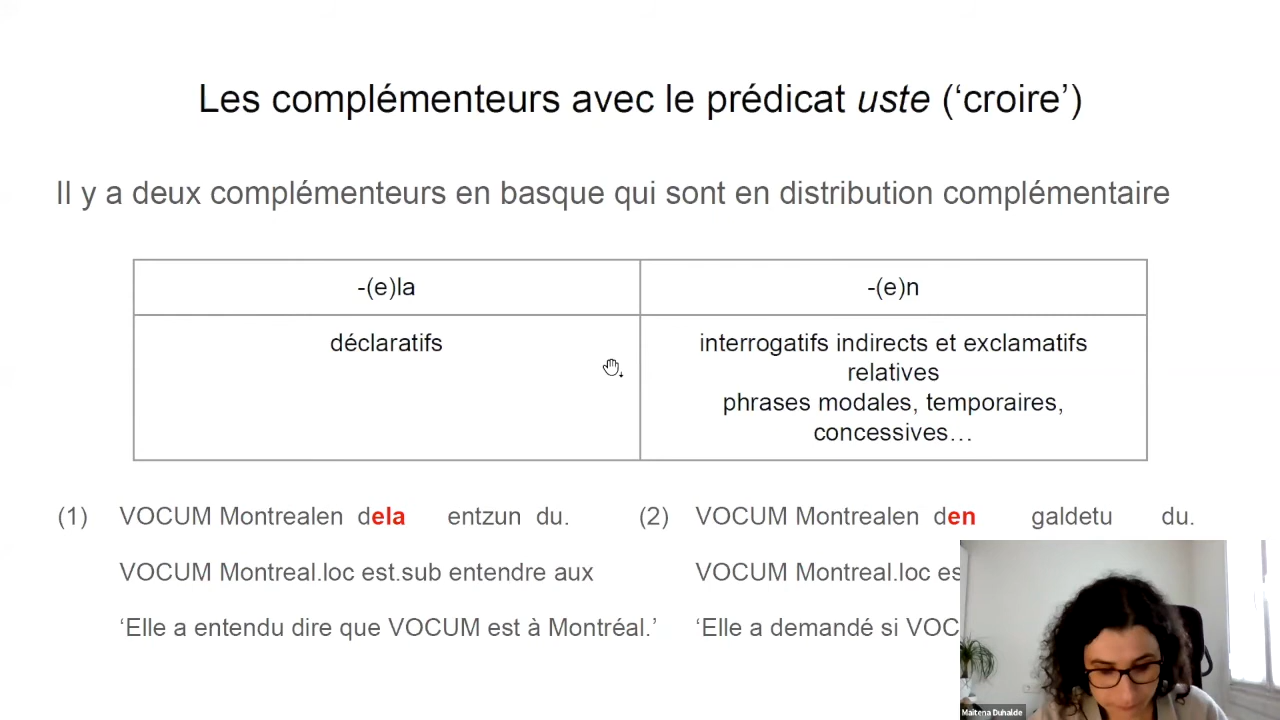 Les complémenteurs avec le prédicat uste (‘croire’)
Il y a deux complémenteurs en basque qui sont en distribution complémentaire
-(e)la
-(e)n
déclaratifs
interrogatifs indirects et exclamatifs
relatives
phrases modales, temporaires,
concessives…
(1) VOCUM Montrealen dela entzun du.
VOCUM Montreal.loc est.sub entendre aux
‘Elle a entendu dire que VOCUM est à Montréal.’
(2) VOCUM Montrealen den galdetu du.
VOCUM Montreal.loc
‘Elle a demandé si
Maitena Duhalde